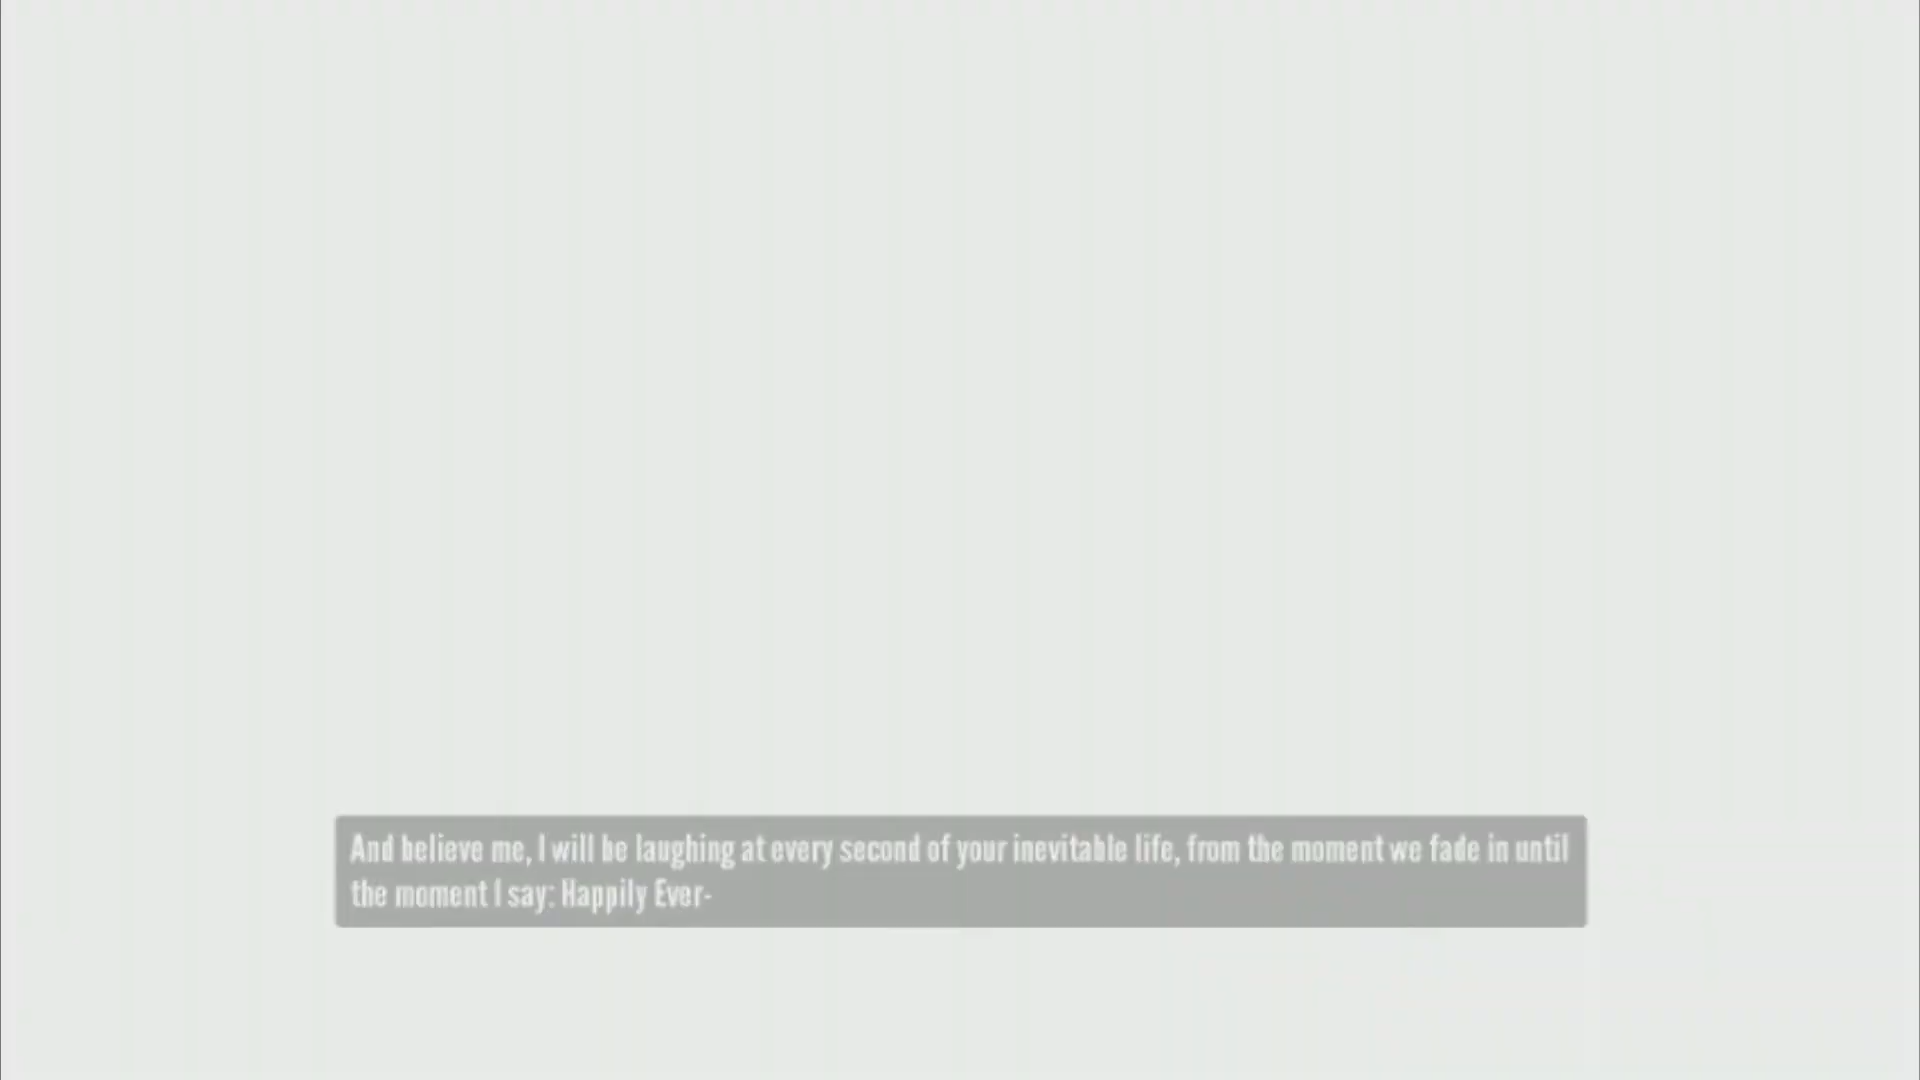 And believe me, I will be laughing at every second of your inevitable life, from the moment we fade in until
the moment I say: Happily Ever-